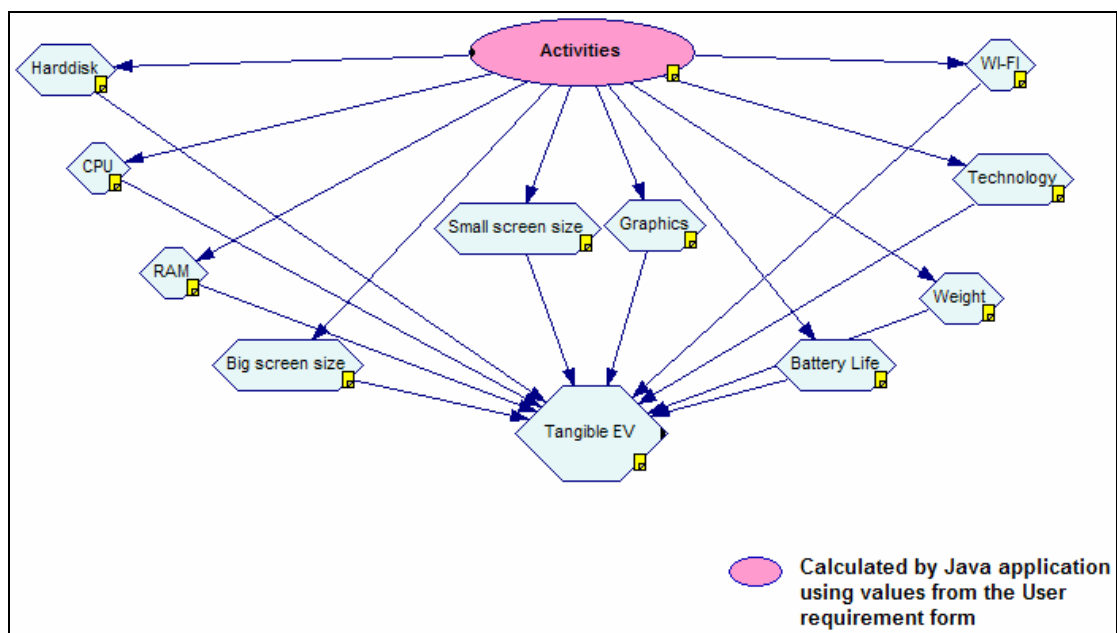 Activities
Harddisk
WI-FI
CPU
Technology
Small screen size
Graphics
RAM
Weight
Big screen size
Battery Life
Tangible EV
Calculated by Java application
using values from the User
requirement form